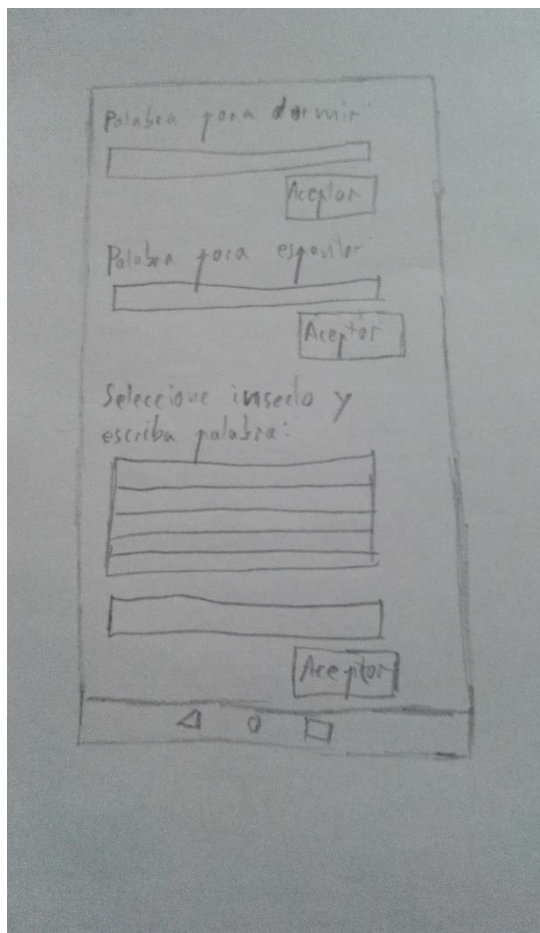 Palabra para dormir
Aceptar
Palabra para espantar
Aceptar
Seleccione insecto y
escriba palabra:
Aceptar